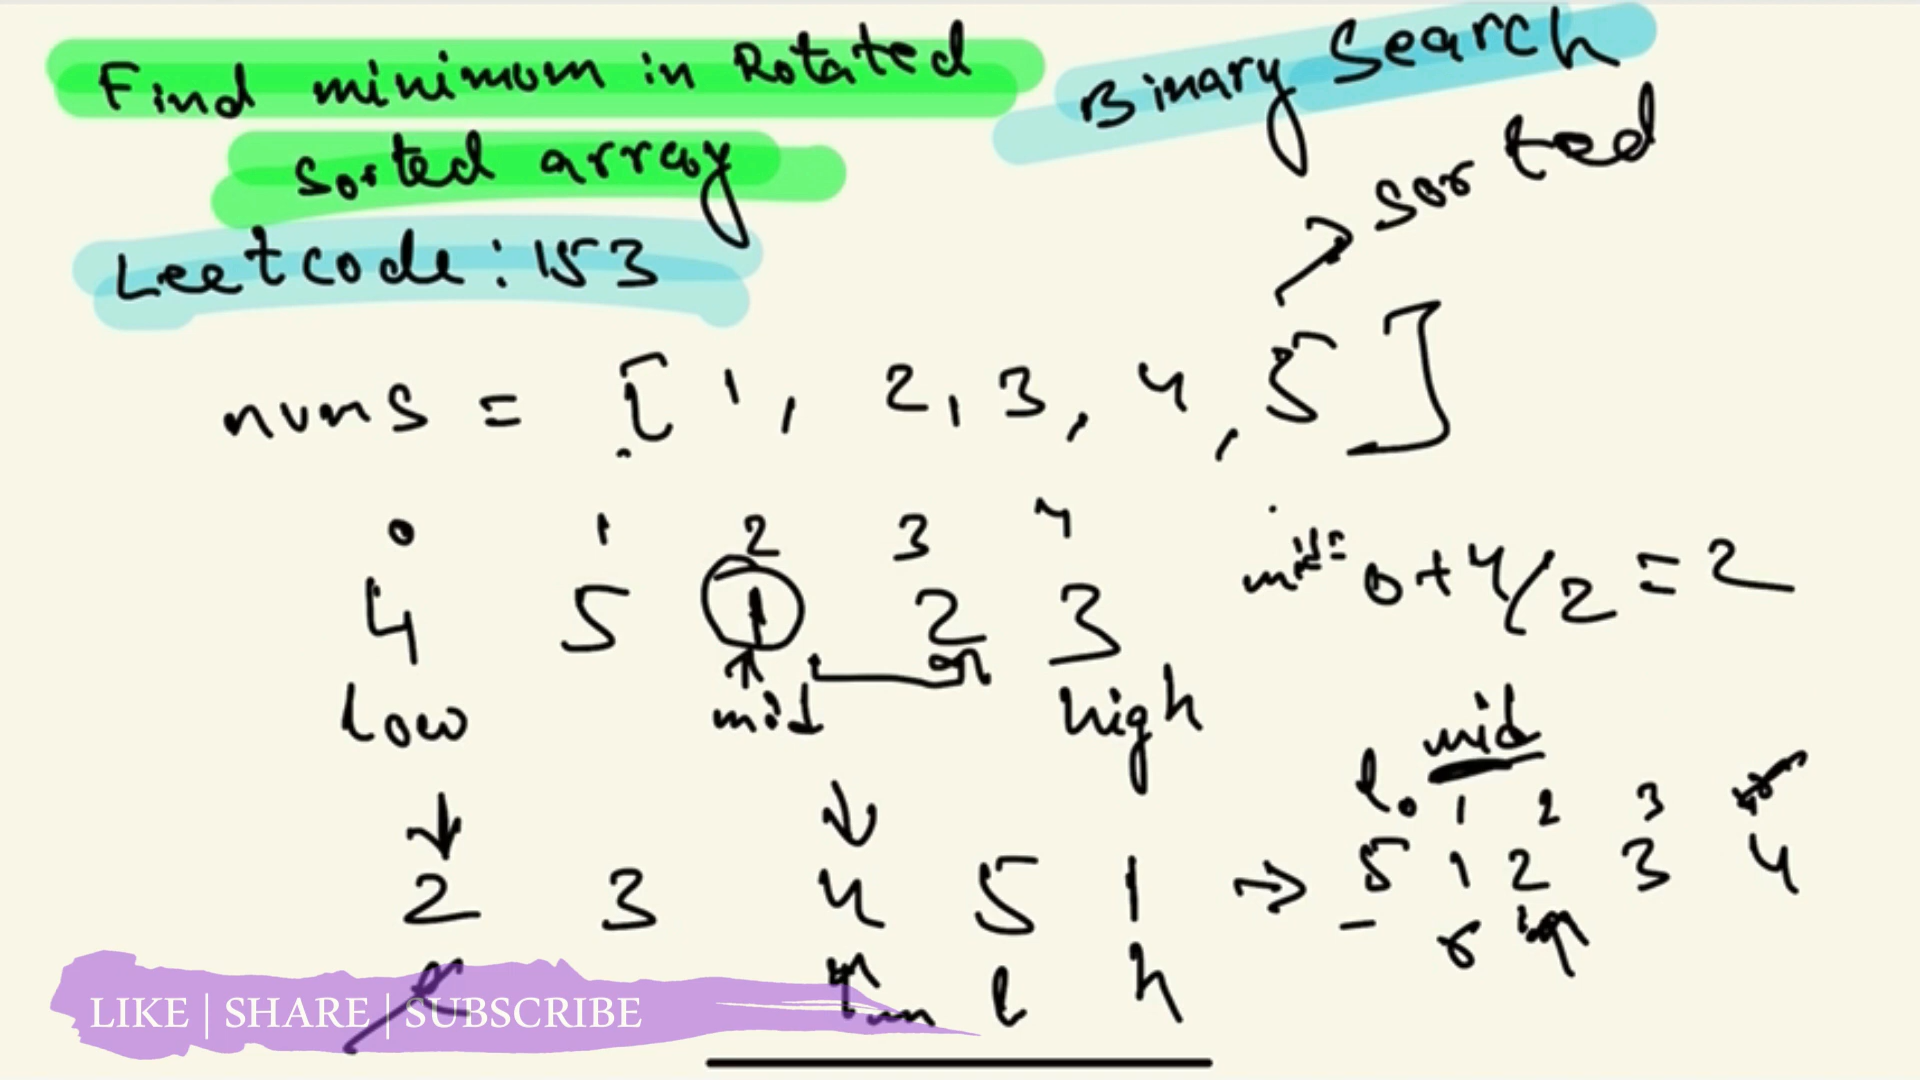 Find minimum in Rotated
sorted array
Binary Search
Leetcode: 153
sorted
nums = [1, 2, 3, 4, 5]
0 1 2 3 4
4 5 1 2 3
mid = 0+4/2 = 2
low mid high
mid
l 0 1 2 3
2 3 4 5 1 ⇒ 5 1 2 3 4
r
l h
LIKE | SHARE | SUBSCRIBE